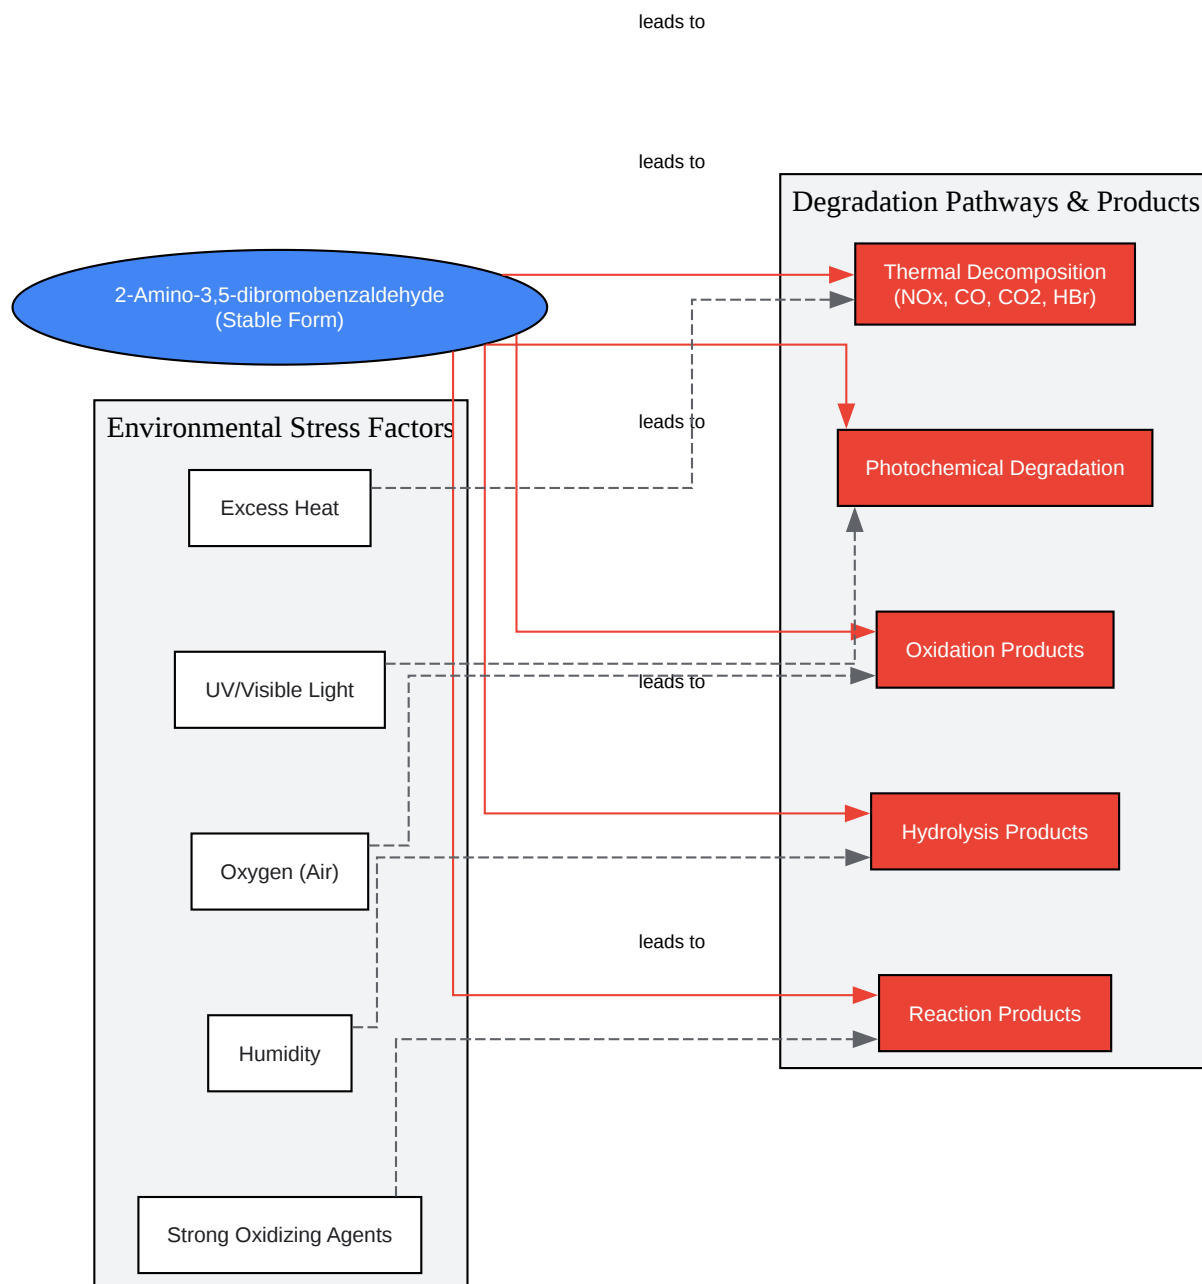 leads to
leads to
Degradation Pathways & Products
Thermal Decomposition
(NOx, CO, CO2, HBr)
2-Amino-3,5-dibromobenzaldehyde
(Stable Form)
Environmental Stress Factors
leads to
Photochemical Degradation
Excess Heat
Oxidation Products
UV/Visible Light
leads to
Hydrolysis Products
Oxygen (Air)
leads to
Reaction Products
Humidity
Strong Oxidizing Agents